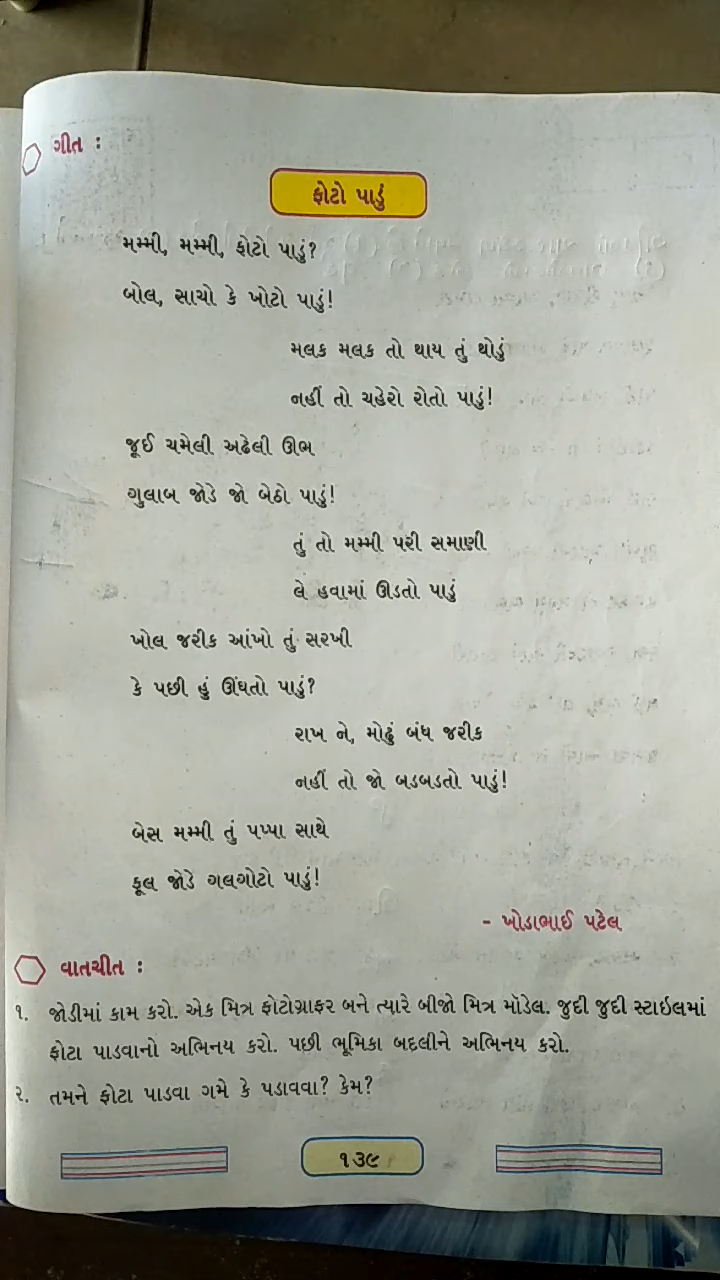 ગીત :
ફોટો પાડું
મમ્મી, મમ્મી, ફોટો પાડું?
બોલ, સાચો કે ખોટો પાડું!
મલક મલક તો થાય તું થોડું
નહીં તો ચહેરો રોતો પાડું!
જૂઈ ચમેલી અઢેલી ઊભ
ગુલાબ જોડે જો બેઠો પાડું!
તું તો મમ્મી પરી સમાણી
લે હવામાં ઊડતો પાડું
ખોલ જરીક આંખો તું સરખી
કે પછી હું ઊંઘતો પાડું?
રાખ ને, મોઢું બંધ જરીક
નહીં તો જો બડબડતો પાડું!
બેસ મમ્મી તું પપ્પા સાથે
ફૂલ જોડે ગલગોટો પાડું!
- ખોડાભાઈ પટેલ
વાતચીત :
૧. જોડીમાં કામ કરો. એક મિત્ર ફોટોગ્રાફર બને ત્યારે બીજો મિત્ર મૉડેલ. જુદી જુદી સ્ટાઇલમાં
ફોટા પાડવાનો અભિનય કરો. પછી ભૂમિકા બદલીને અભિનય કરો.
૨. તમને ફોટા પાડવા ગમે કે પડાવવા? કેમ?
૧૩૯